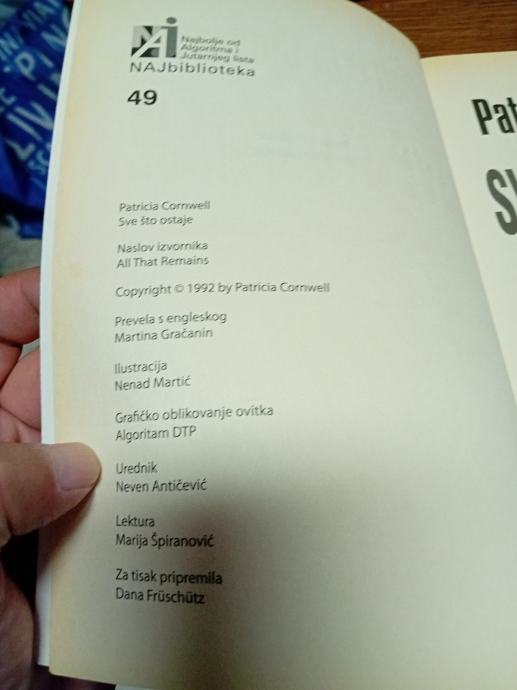 NAJ
Najbolje od
Algoritma i
Jutarnjeg lista
NAJbiblioteka
49
Patricia Cornwell
Sve što ostaje
Naslov izvornika
All That Remains
Copyright © 1992 by Patricia Cornwell
Prevela s engleskog
Martina Gračanin
Ilustracija
Nenad Martić
Grafičko oblikovanje ovitka
Algoritam DTP
Urednik
Neven Antičević
Lektura
Marija Špiranović
Za tisak pripremila
Dana Früschütz
Pat